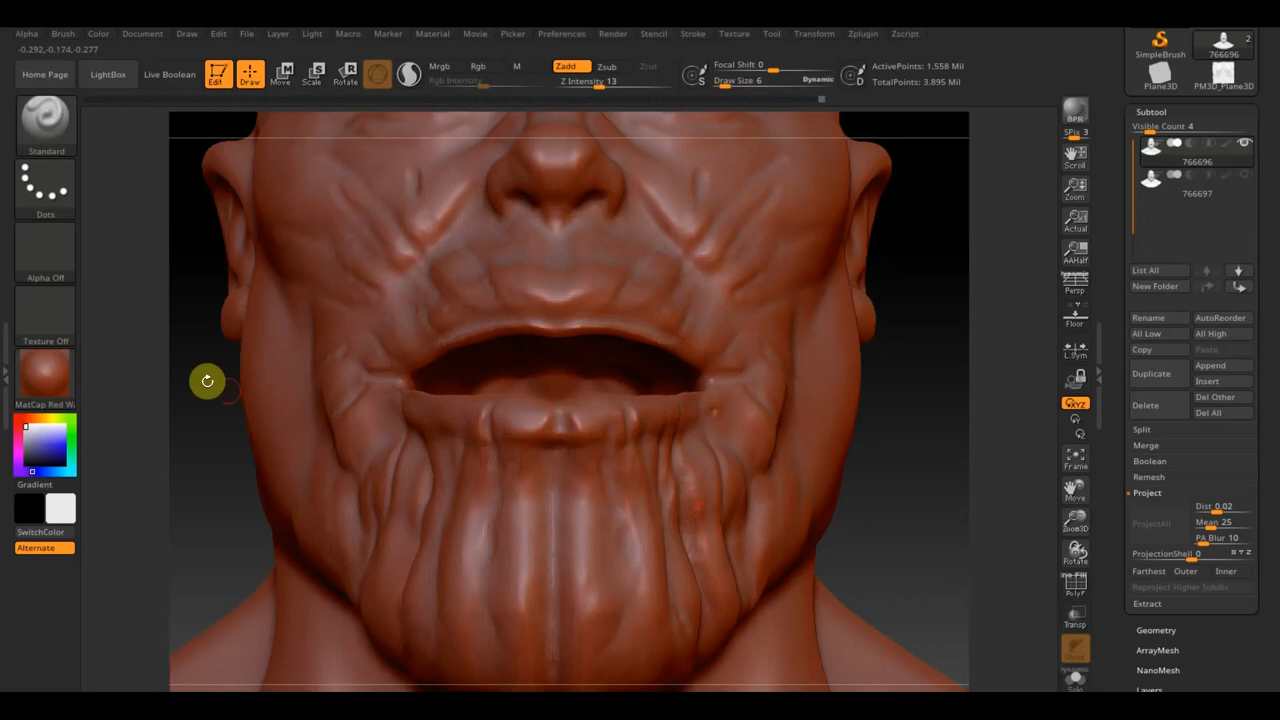 Alpha Brush Color Document Draw Edit File Layer Light Macro Marker Material Movie Picker Preferences Render Stencil Stroke Texture Tool Transform Zplugin Zscript
-0.292,-0.174,-0.277
Home Page LightBox Live Boolean Edit Draw Move Scale Rotate
Mrgb Rgb M Zadd Zsub Zcut
Rgb Intensity Z Intensity 13
Focal Shift 0
Draw Size 6 Dynamic
S
D
ActivePoints: 1.558 Mil
TotalPoints: 3.895 Mil
Standard
Dots
Alpha Off
Texture Off
MatCap Red Wa
Gradient
SwitchColor
Alternate
BPR
SPix 3
Scroll
Zoom
Actual
AAHalf
Dynamic
Persp
Floor
L.Sym
XYZ
Y
Z
Frame
Move
Zoom3D
Rotate
Line Fill
PolyF
Transp
Ghost
Dynamic
Solo
SimpleBrush
2
766696
Plane3D
PM3D_Plane3D
Subtool
Visible Count 4
766696
766697
List All
New Folder
Rename AutoReorder
All Low All High
Copy Paste
Duplicate Append
Insert
Delete Del Other
Del All
Split
Merge
Boolean
Remesh
Project
ProjectAll
Dist 0.02
Mean 25
PA Blur 10
ProjectionShell 0 X Y Z
Farthest Outer Inner
Reproject Higher Subdiv
Extract
Geometry
ArrayMesh
NanoMesh
Layers